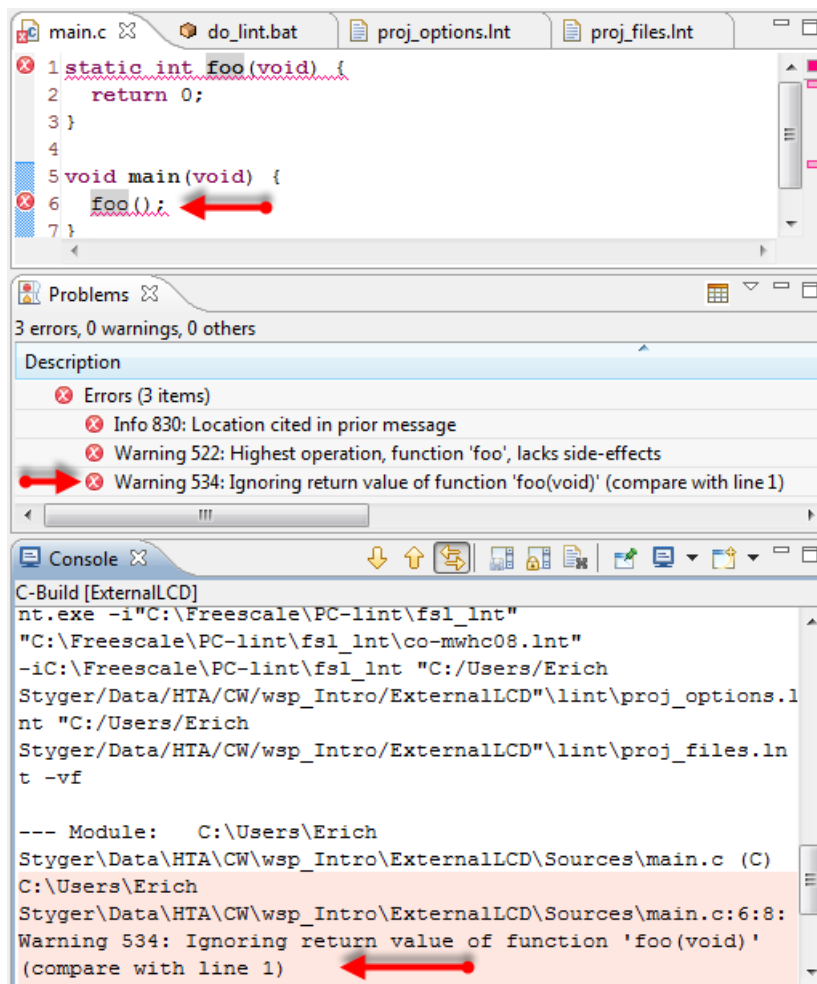 main.c do_lint.bat proj_options.lnt proj_files.lnt
1 static int foo(void) {
2 return 0;
3 }
4
5 void main(void) {
6 foo();
7 }
Problems
3 errors, 0 warnings, 0 others
Description
Errors (3 items)
Info 830: Location cited in prior message
Warning 522: Highest operation, function 'foo', lacks side-effects
Warning 534: Ignoring return value of function 'foo(void)' (compare with line 1)
Console
C-Build [ExternalLCD]
nt.exe -i"C:\Freescale\PC-lint\fsl_lnt"
"C:\Freescale\PC-lint\fsl_lnt\co-mwhc08.lnt"
-iC:\Freescale\PC-lint\fsl_lnt "C:/Users/Erich
Styger/Data/HTA/CW/wsp_Intro/ExternalLCD"\lint\proj_options.l
nt "C:/Users/Erich
Styger/Data/HTA/CW/wsp_Intro/ExternalLCD"\lint\proj_files.ln
t -vf
--- Module: C:\Users\Erich
Styger\Data\HTA\CW\wsp_Intro\ExternalLCD\Sources\main.c (C)
C:\Users\Erich
Styger\Data\HTA\CW\wsp_Intro\ExternalLCD\Sources\main.c:6:8:
Warning 534: Ignoring return value of function 'foo(void)'
(compare with line 1)